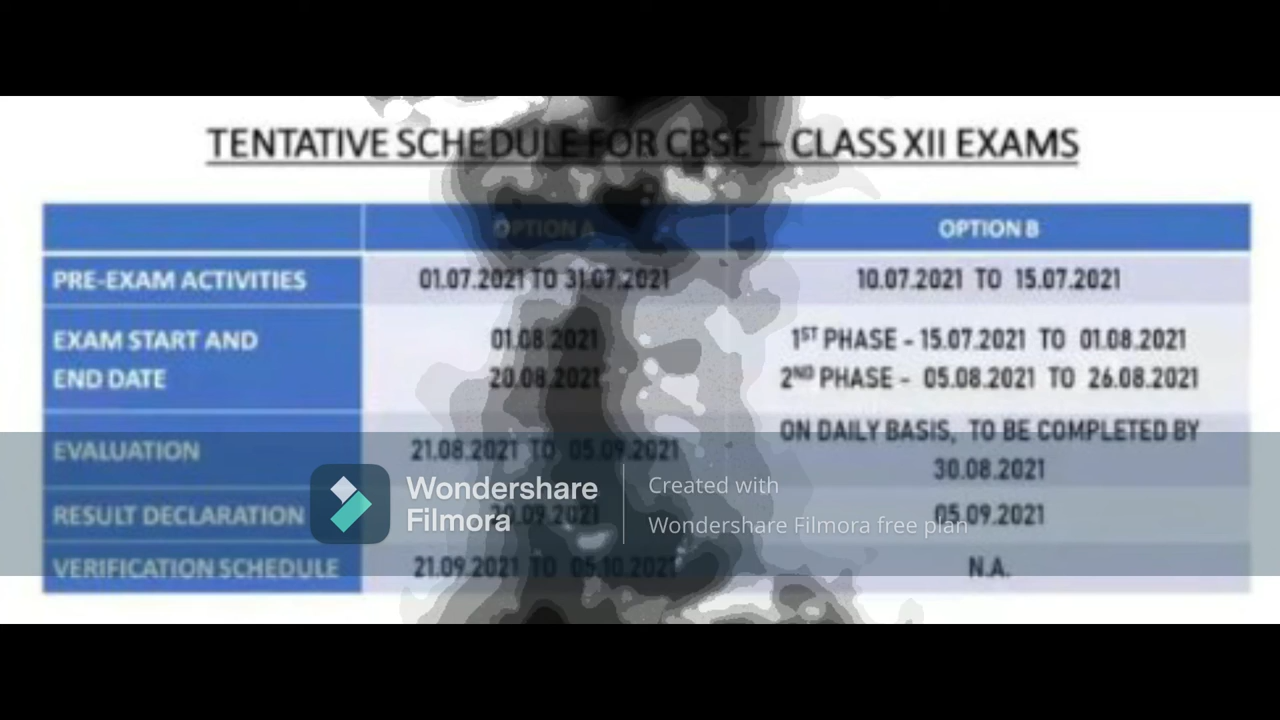 TENTATIVE SCHEDULE FOR CBSE – CLASS XII EXAMS
OPTION A OPTION B
PRE-EXAM ACTIVITIES 01.07.2021 TO 31.07.2021 10.07.2021 TO 15.07.2021
EXAM START AND 01.08.2021 1ST PHASE - 15.07.2021 TO 01.08.2021
END DATE 20.08.2021 2ND PHASE - 05.08.2021 TO 26.08.2021
EVALUATION 21.08.2021 TO 05.09.2021 ON DAILY BASIS, TO BE COMPLETED BY
30.08.2021
RESULT DECLARATION 05.09.2021
VERIFICATION SCHEDULE 21.09.2021 TO 05.10.2021 N.A.
Wondershare
Filmora
Created with
Wondershare Filmora free plan